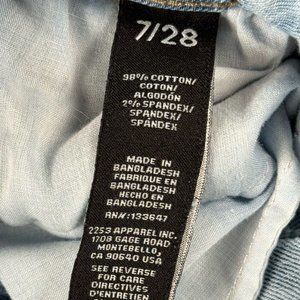 7/28
98% COTTON/
COTON/
ALGODÓN
2% SPANDEX/
SPANDEX/
SPANDEX
MADE IN
BANGLADESH
FABRIQUE EN
BANGLADESH
HECHO EN
BANGLADESH
RN#:133647
2253 APPAREL INC.
1708 GAGE ROAD
MONTEBELLO,
CA 90640 USA
SEE REVERSE
FOR CARE
DIRECTIVES
D'ENTRETIEN